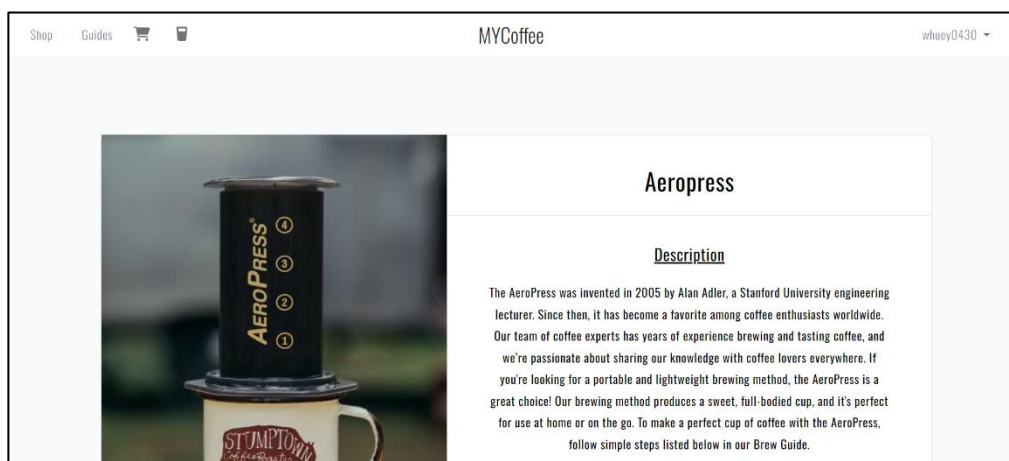 Shop Guides MYCoffee whuey0430
Aeropress
AEROPRESS®
4
3
2
1
STUMPTOWN
Coffee Roasters
Description
The AeroPress was invented in 2005 by Alan Adler, a Stanford University engineering
lecturer. Since then, it has become a favorite among coffee enthusiasts worldwide.
Our team of coffee experts has years of experience brewing and tasting coffee, and
we're passionate about sharing our knowledge with coffee lovers everywhere. If
you're looking for a portable and lightweight brewing method, the AeroPress is a
great choice! Our brewing method produces a sweet, full-bodied cup, and it's perfect
for use at home or on the go. To make a perfect cup of coffee with the AeroPress,
follow simple steps listed below in our Brew Guide.